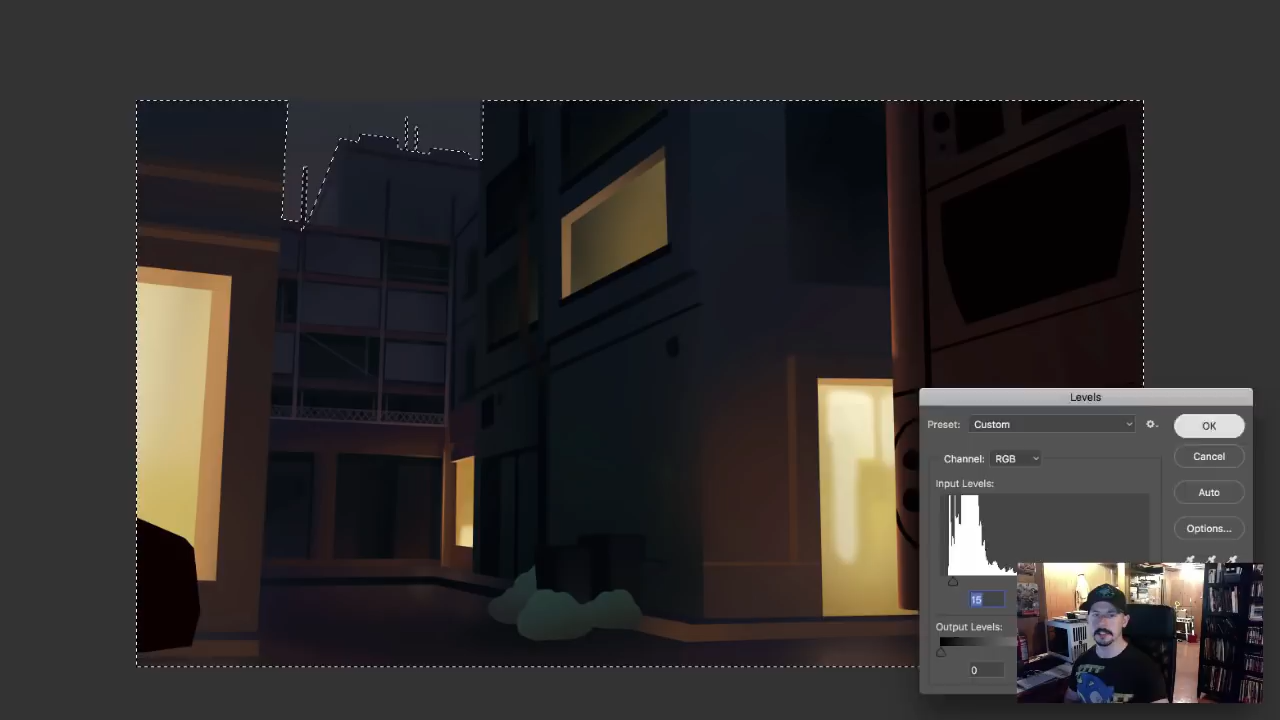 Levels
Preset: Custom
OK
Channel: RGB
Cancel
Input Levels:
Auto
Options...
15
Output Levels:
0